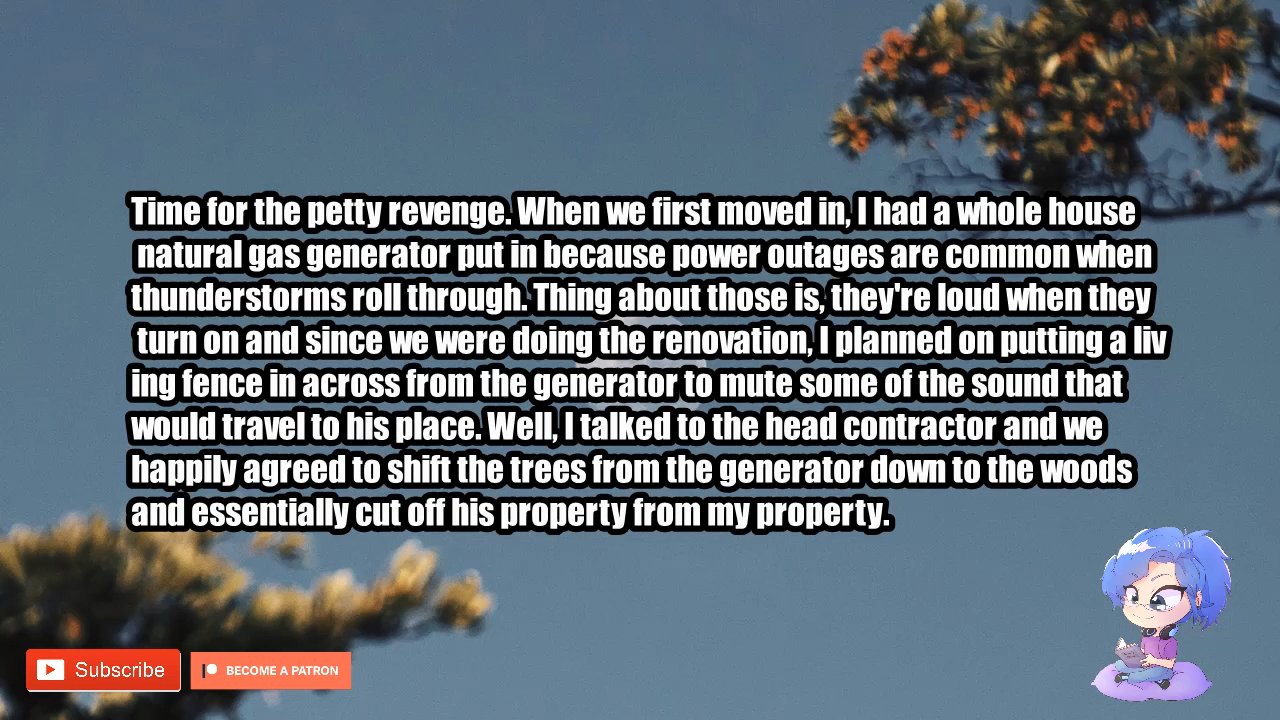 Time for the petty revenge. When we first moved in, I had a whole house
natural gas generator put in because power outages are common when
thunderstorms roll through. Thing about those is, they're loud when they
turn on and since we were doing the renovation, I planned on putting a liv
ing fence in across from the generator to mute some of the sound that
would travel to his place. Well, I talked to the head contractor and we
happily agreed to shift the trees from the generator down to the woods
and essentially cut off his property from my property.
Subscribe
BECOME A PATRON